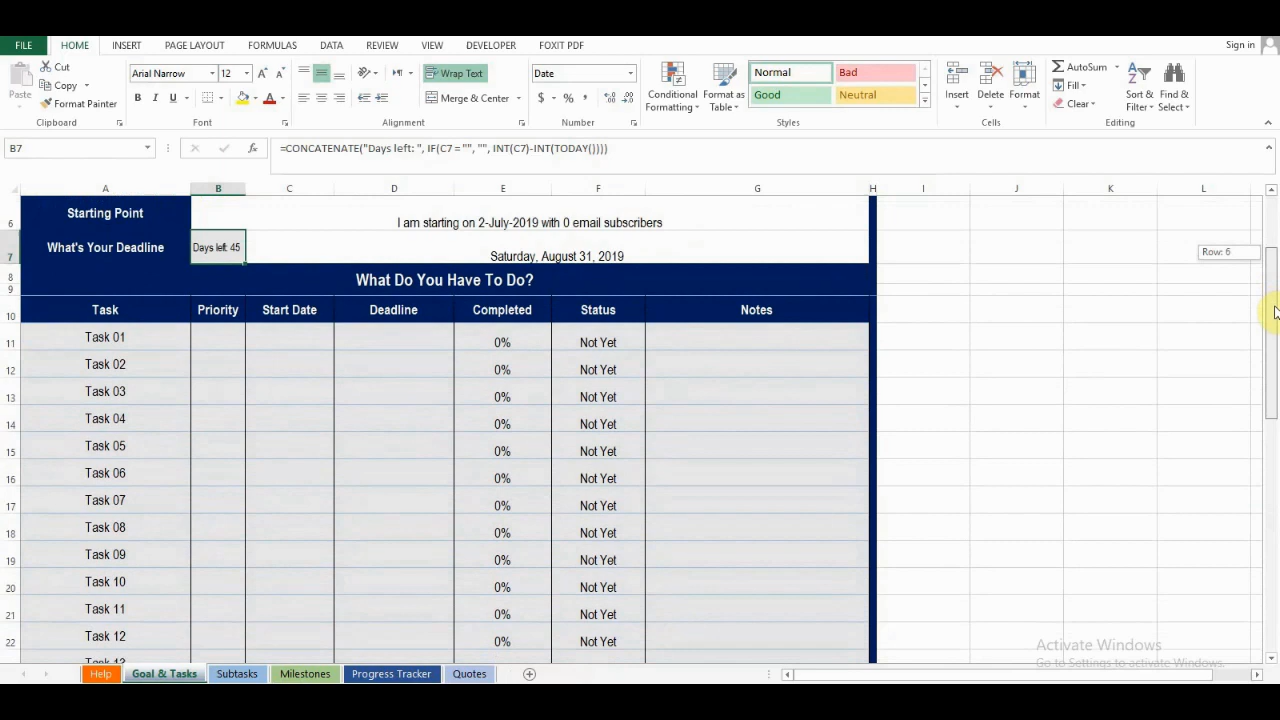 FILE HOME INSERT PAGE LAYOUT FORMULAS DATA REVIEW VIEW DEVELOPER FOXIT PDF Sign in
Paste
Cut
Copy
Format Painter
Clipboard
Arial Narrow 12
B I U
Font
Wrap Text
Merge & Center
Alignment
Date
$ % ,
Number
Conditional Formatting
Format as Table
Normal Bad
Good Neutral
Styles
Insert Delete Format
Cells
AutoSum
Fill
Clear
Sort & Filter
Find & Select
Editing
B7 fx =CONCATENATE("Days left: ", IF(C7 = "", "", INT(C7)-INT(TODAY())))
A B C D E F G H I J K L
6 Starting Point I am starting on 2-July-2019 with 0 email subscribers
7 What's Your Deadline Days left: 45 Saturday, August 31, 2019
Row: 6
8 What Do You Have To Do?
9
10 Task Priority Start Date Deadline Completed Status Notes
11 Task 01 0% Not Yet
12 Task 02 0% Not Yet
13 Task 03 0% Not Yet
14 Task 04 0% Not Yet
15 Task 05 0% Not Yet
16 Task 06 0% Not Yet
17 Task 07 0% Not Yet
18 Task 08 0% Not Yet
19 Task 09 0% Not Yet
20 Task 10 0% Not Yet
21 Task 11 0% Not Yet
22 Task 12 0% Not Yet
Task 13
Activate Windows
Go to Settings to activate Windows.
Help Goal & Tasks Subtasks Milestones Progress Tracker Quotes